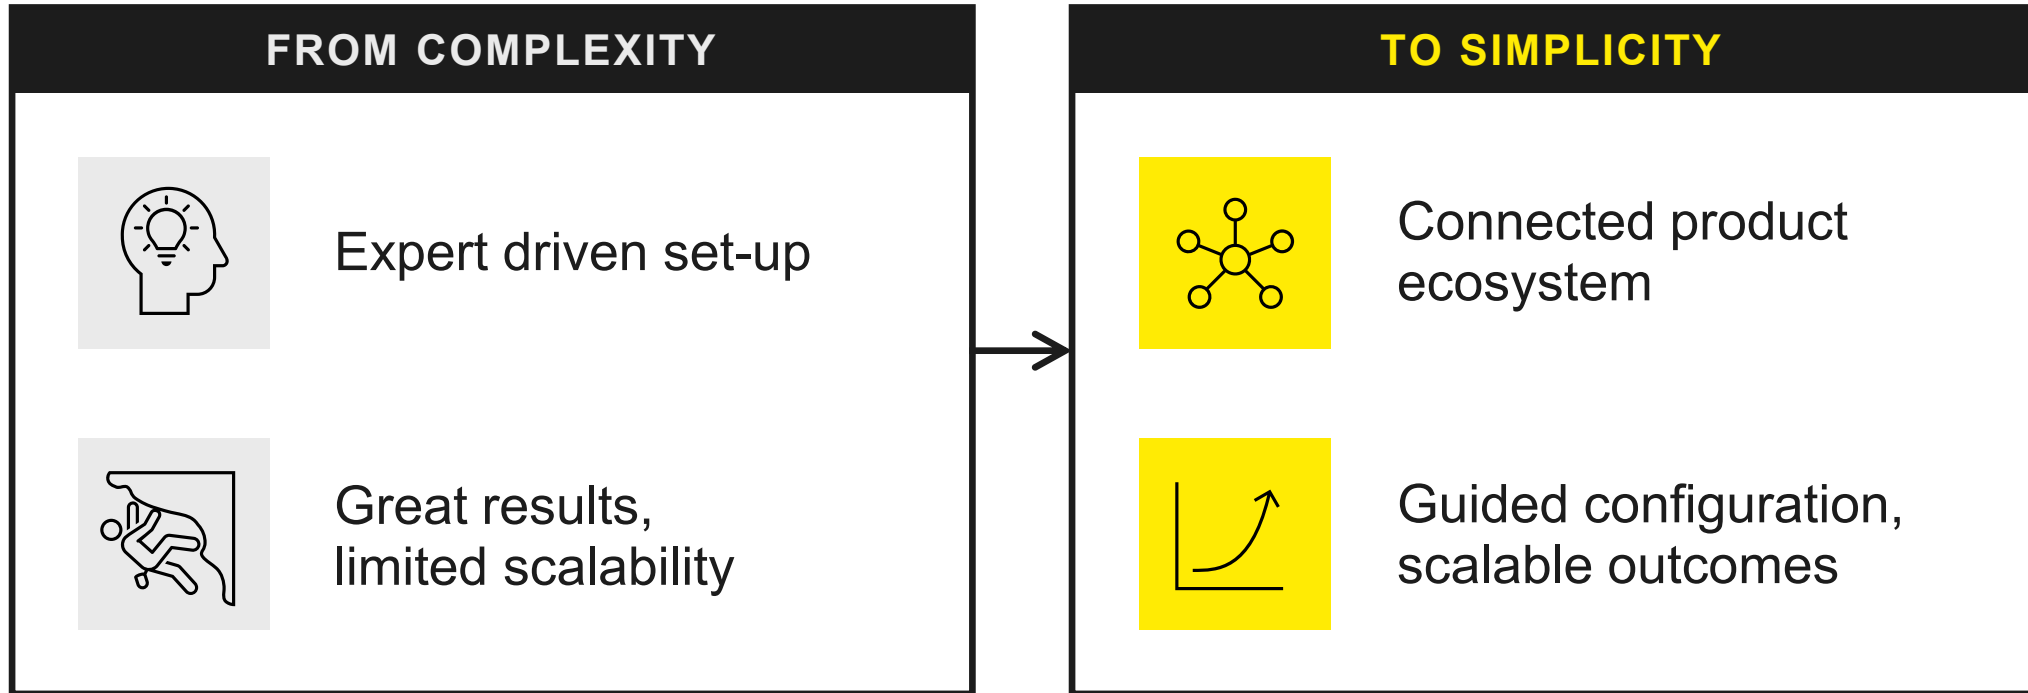 FROM COMPLEXITY
Expert driven set-up
Great results,
limited scalability
TO SIMPLICITY
Connected product
ecosystem
Guided configuration,
scalable outcomes